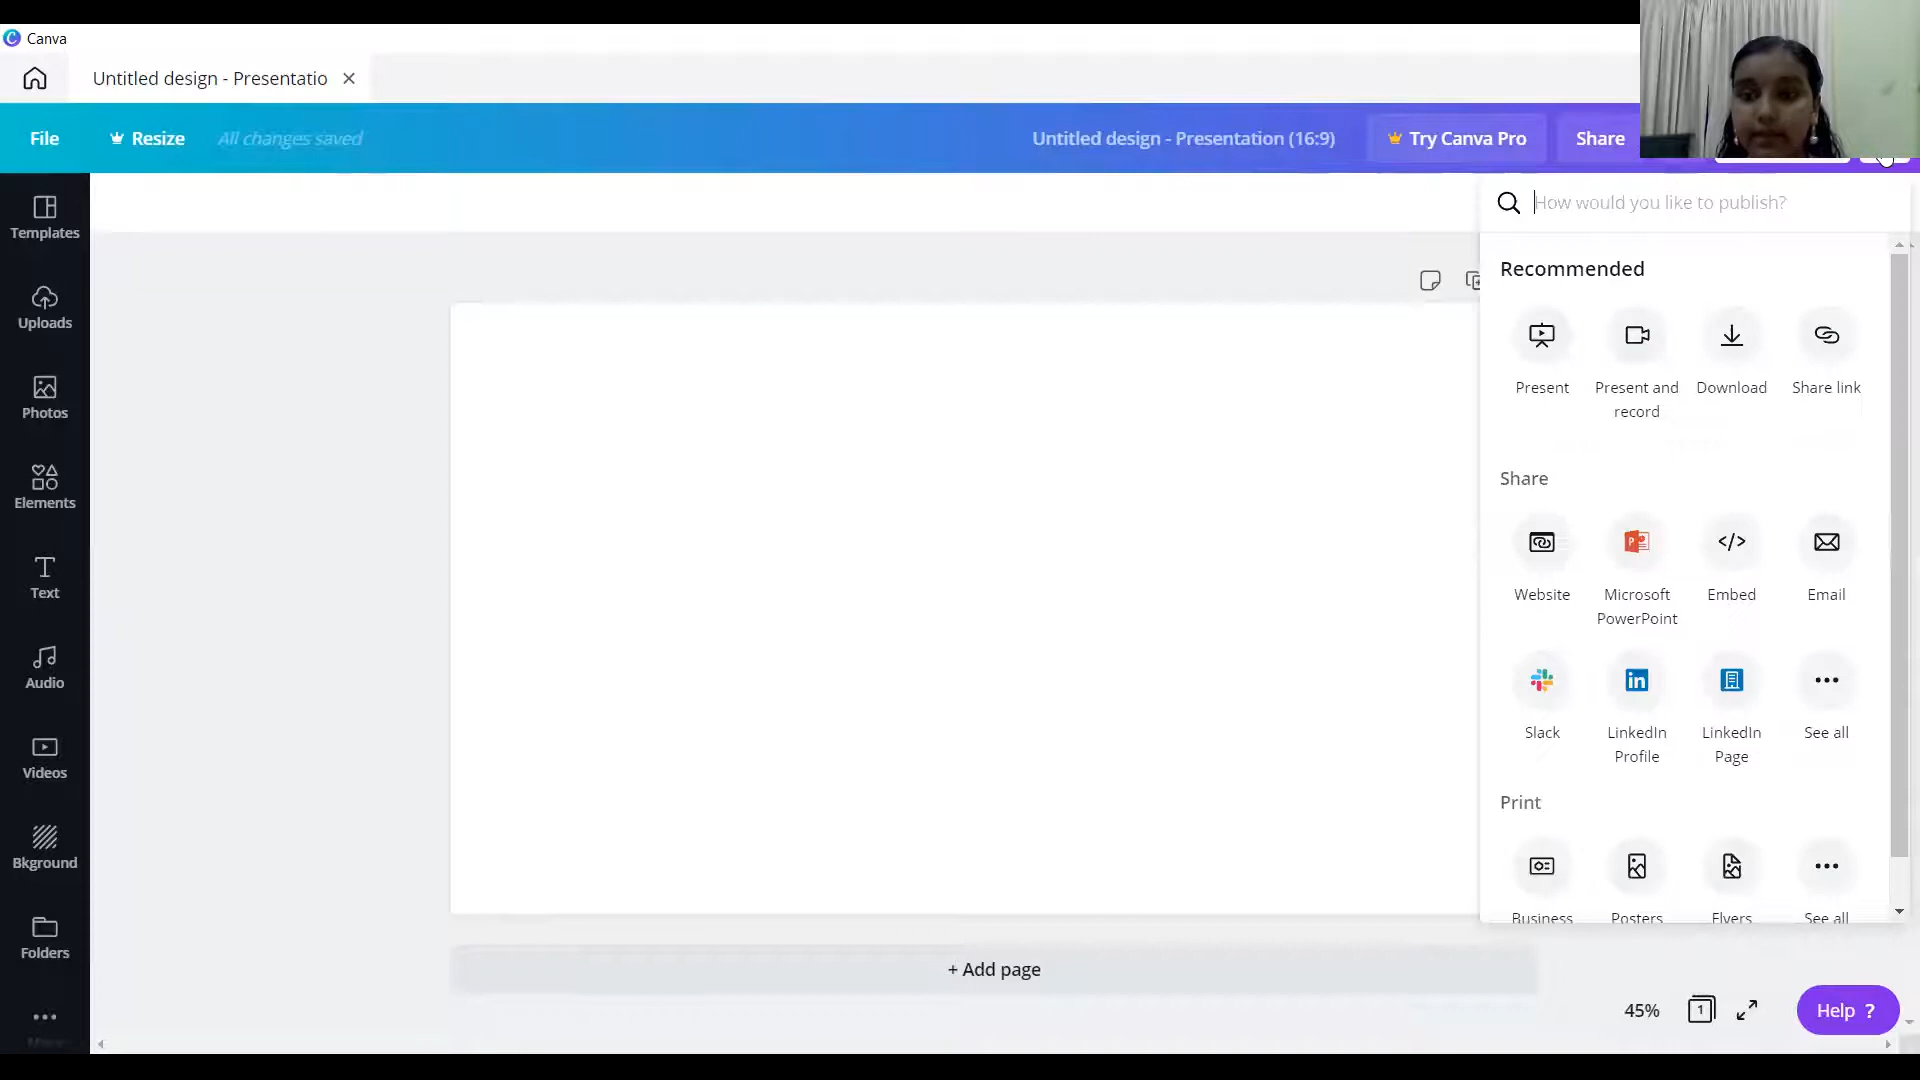 Canva
Untitled design - Presentatio
File
Resize
All changes saved
Untitled design - Presentation (16:9)
Try Canva Pro
Share
Templates
Uploads
Photos
Elements
Text
Audio
Videos
Bkground
Folders
How would you like to publish?
Recommended
Present
Present and
record
Download
Share link
Share
Website
Microsoft
PowerPoint
Embed
Email
Slack
LinkedIn
Profile
LinkedIn
Page
See all
Print
Business
Posters
Flyers
See all
+ Add page
45%
1
Help ?